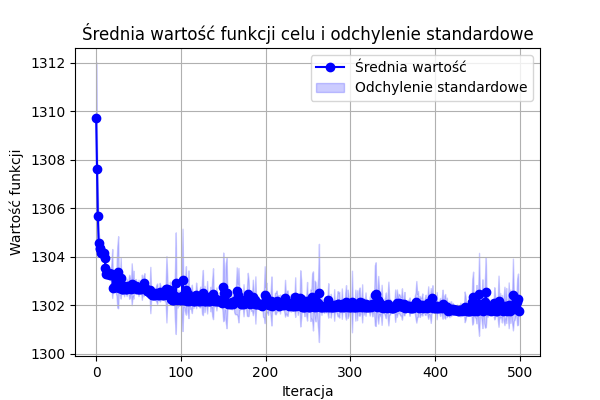 Średnia wartość funkcji celu i odchylenie standardowe
1312
1310
1308
1306
1304
1302
1300
Wartość funkcji
Średnia wartość
Odchylenie standardowe
0 100 200 300 400 500
Iteracja